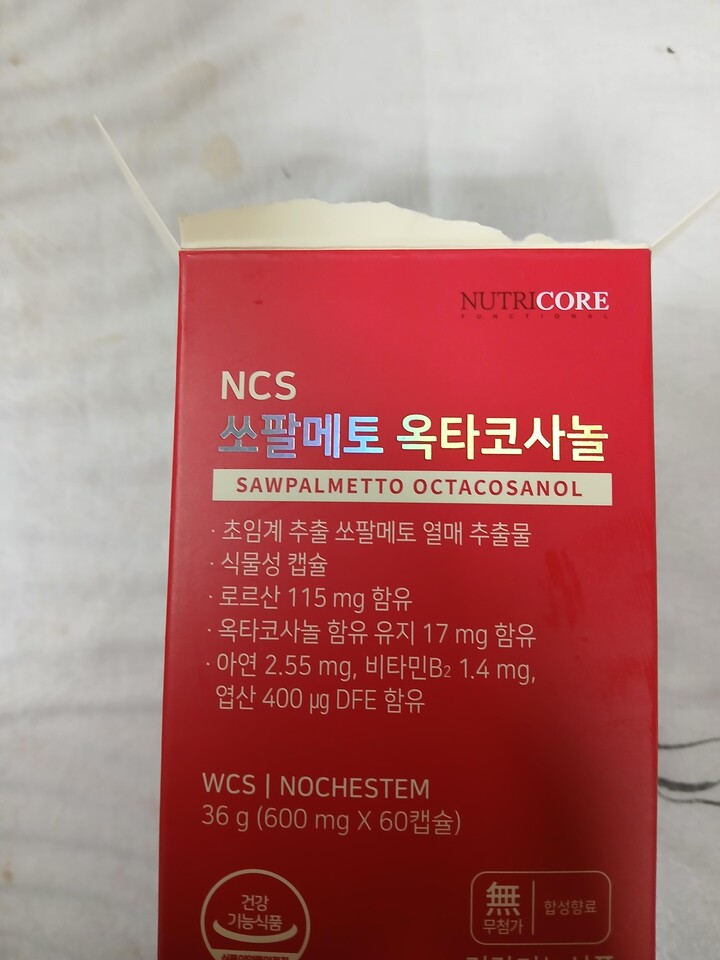 NUTRICORE
FUNCTIONAL
NCS
쏘팔메토 옥타코사놀
SAWPALMETTO OCTACOSANOL
· 초임계 추출 쏘팔메토 열매 추출물
· 식물성 캡슐
· 로르산 115 mg 함유
· 옥타코사놀 함유 유지 17 mg 함유
· 아연 2.55 mg, 비타민B₂ 1.4 mg,
엽산 400 µg DFE 함유
WCS | NOCHESTEM
36 g (600 mg X 60캡슐)
건강
기능식품
無
무첨가
합성향료